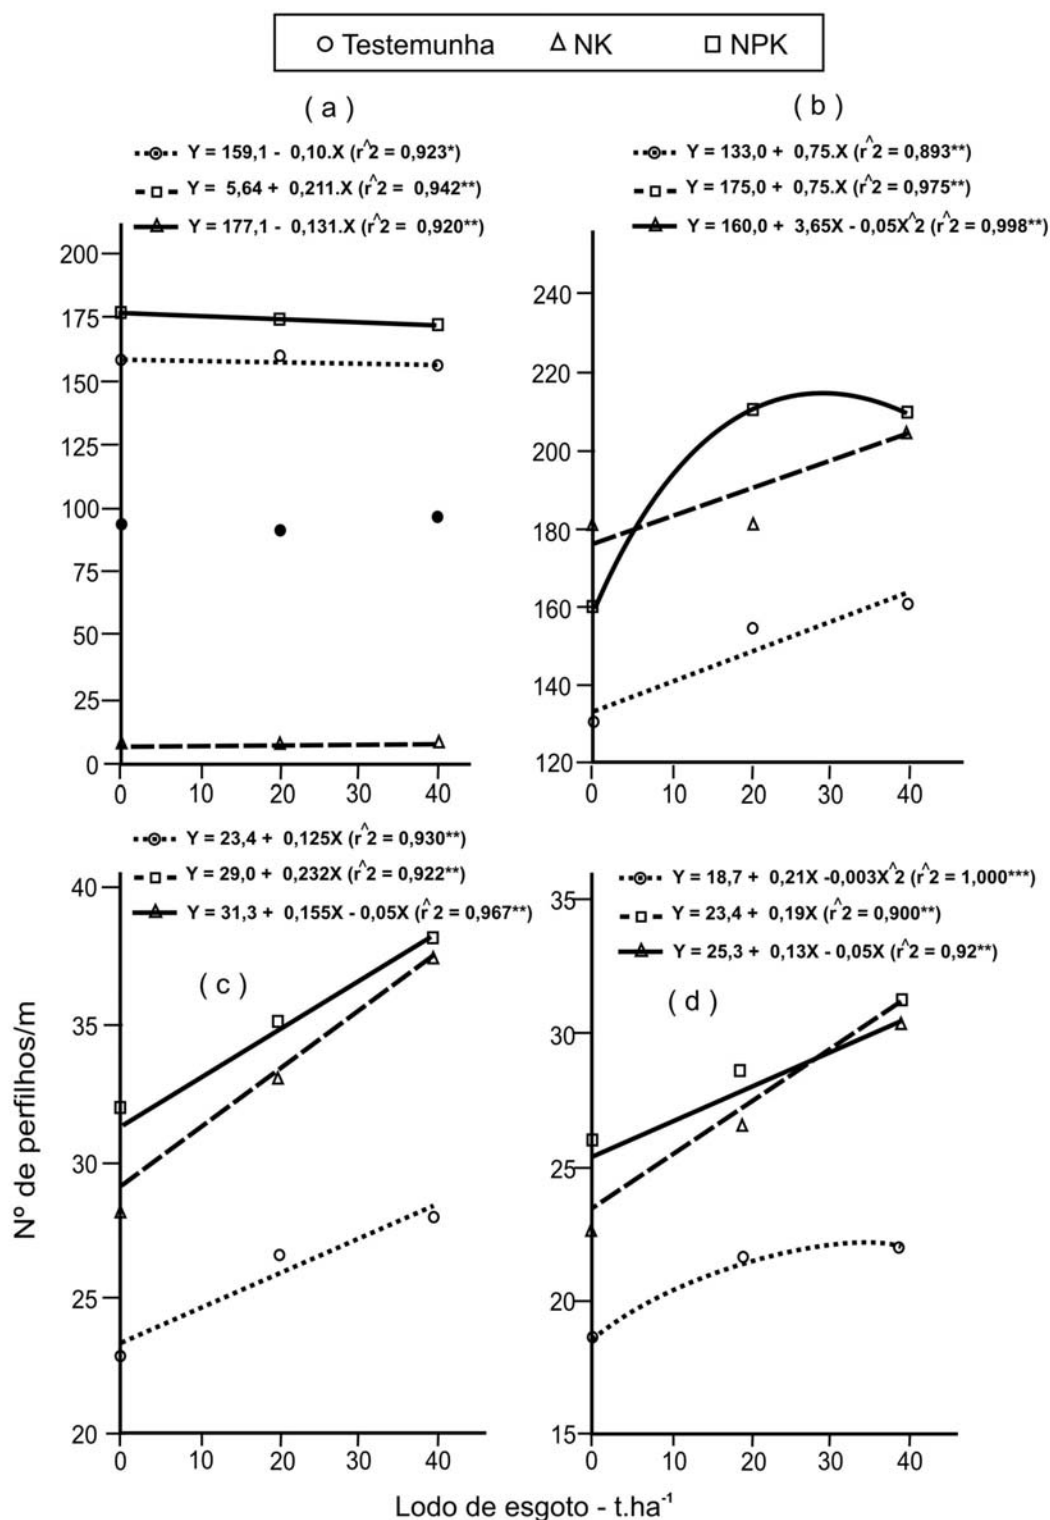 Testemunha NK NPK
( a )
Y = 159,1 - 0,10.X (r^2 = 0,923*)
Y = 5,64 + 0,211.X (r^2 = 0,942**)
Y = 177,1 - 0,131.X (r^2 = 0,920**)
200
175
150
125
100
75
50
25
0
0 10 20 30 40
( b )
Y = 133,0 + 0,75.X (r^2 = 0,893**)
Y = 175,0 + 0,75.X (r^2 = 0,975**)
Y = 160,0 + 3,65X - 0,05X^2 (r^2 = 0,998**)
240
220
200
180
160
140
120
0 10 20 30 40
Y = 23,4 + 0,125X (r^2 = 0,930**)
Y = 29,0 + 0,232X (r^2 = 0,922**)
Y = 31,3 + 0,155X - 0,05X (r^2 = 0,967**)
( c )
40
35
30
25
20
0 10 20 30 40
Y = 18,7 + 0,21X -0,003X^2 (r^2 = 1,000***)
Y = 23,4 + 0,19X (r^2 = 0,900**)
Y = 25,3 + 0,13X - 0,05X (r^2 = 0,92**)
( d )
35
30
25
20
15
0 10 20 30 40
Nº de perfilhos/m
Lodo de esgoto - t.ha⁻¹